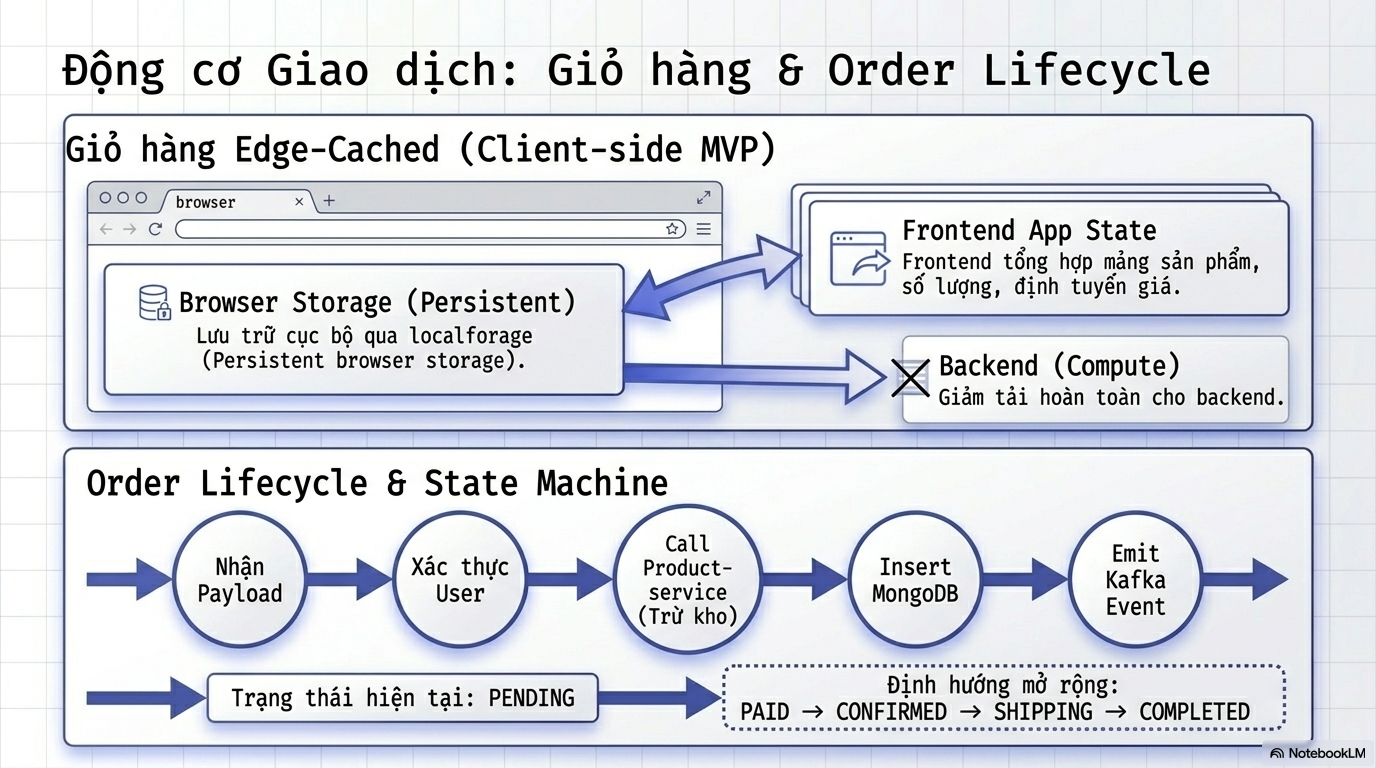 Động cơ Giao dịch: Giỏ hàng & Order Lifecycle
Giỏ hàng Edge-Cached (Client-side MVP)
browser
Browser Storage (Persistent)
Lưu trữ cục bộ qua localforage
(Persistent browser storage).
Frontend App State
Frontend tổng hợp mảng sản phẩm,
số lượng, định tuyến giá.
Backend (Compute)
Giảm tải hoàn toàn cho backend.
Order Lifecycle & State Machine
Nhận
Payload
Xác thực
User
Call
Product-
service
(Trừ kho)
Insert
MongoDB
Emit
Kafka
Event
Trạng thái hiện tại: PENDING
Định hướng mở rộng:
PAID → CONFIRMED → SHIPPING → COMPLETED
NotebookLM